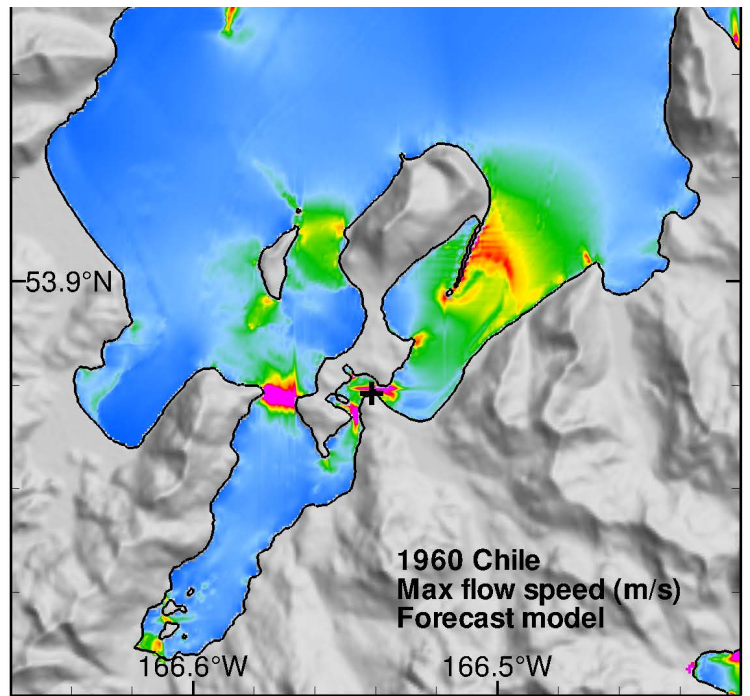 53.9°N
1960 Chile
Max flow speed (m/s)
Forecast model
166.6°W 166.5°W